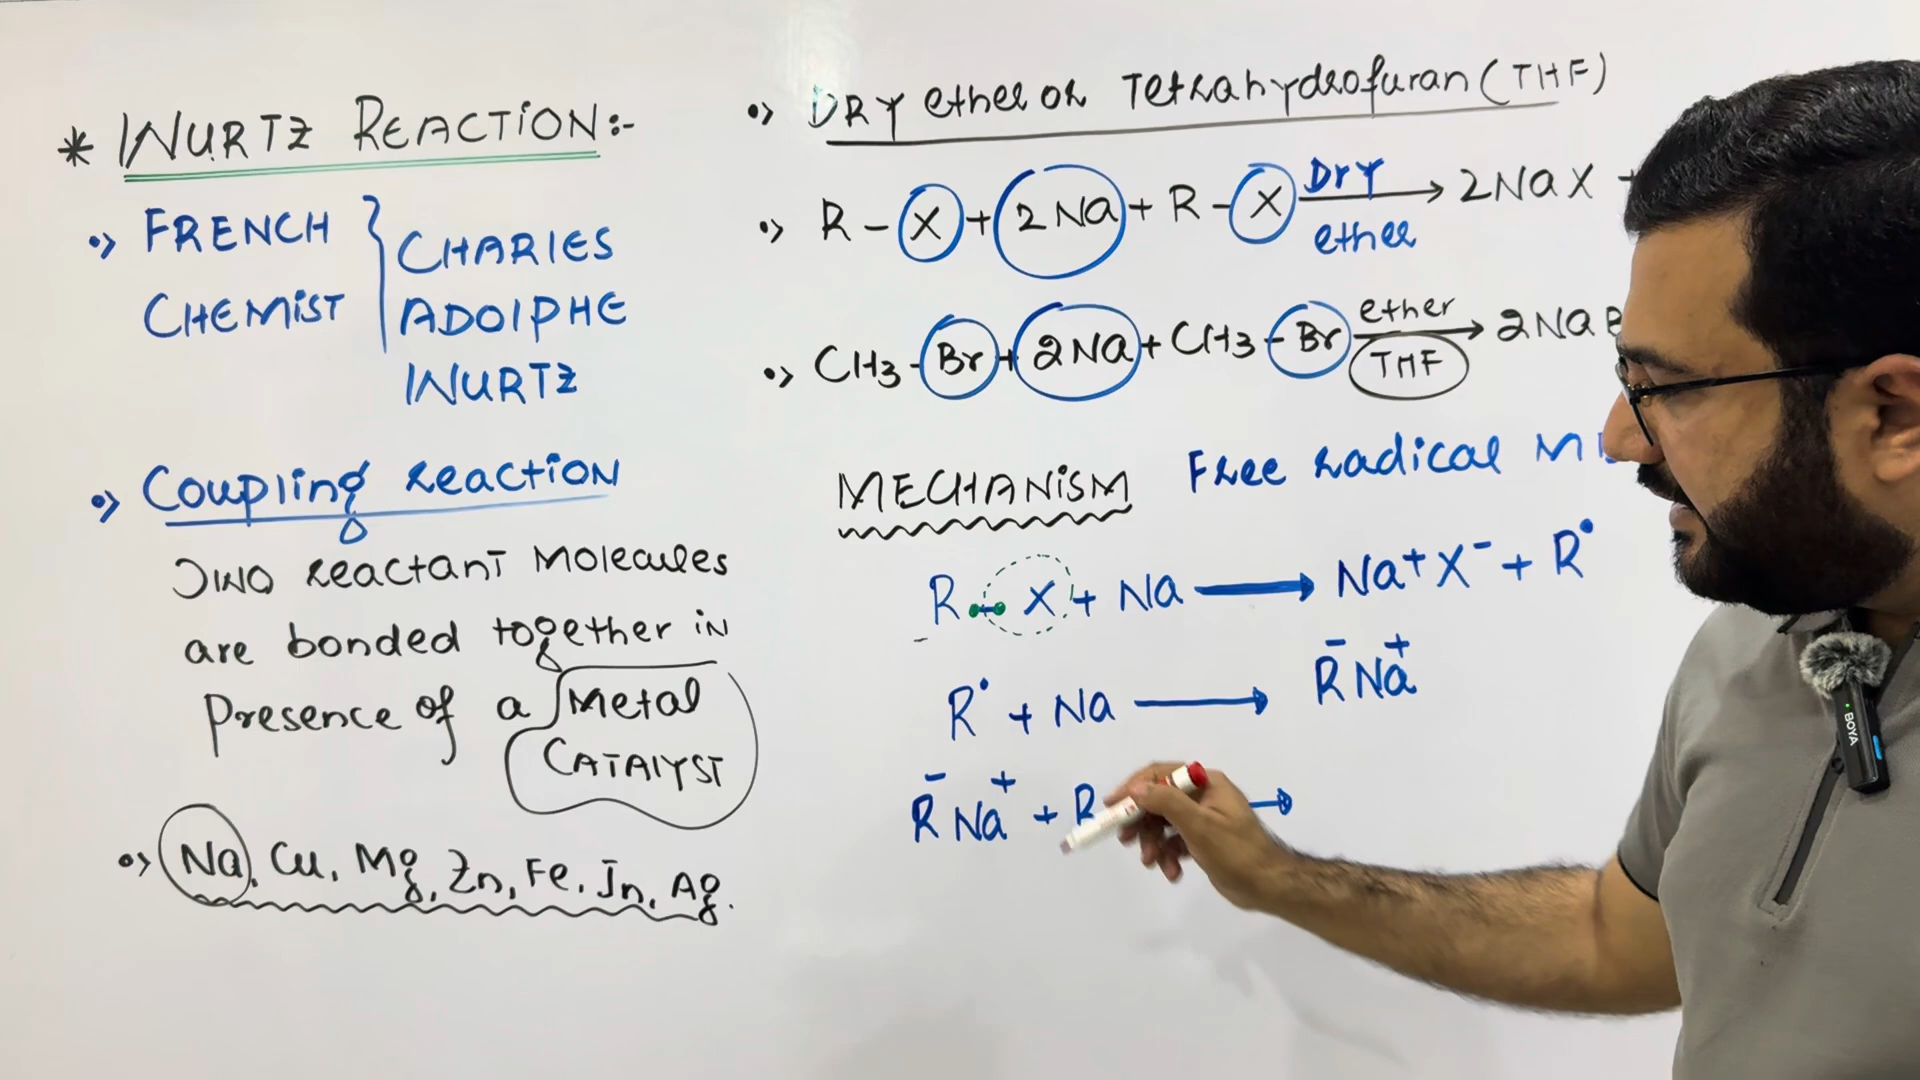 * WURTZ REACTION:-
•> FRENCH CHEMIST
CHARlES
ADOlPHE
WURTZ
•> Coupling reaction
Two reactant Molecules
are bonded together in
Presence of a Metal
CATAlYST
•> Na, Cu, Mg, Zn, Fe, In, Ag.
•> DRY ether or Tetrahydrofuran (THF)
•> R - X + 2Na + R - X DRY ether → 2NaX +
•> CH3 - Br + 2Na + CH3 - Br ether THF → 2Na
MECHANiSM Free radical
R - X + Na → Na⁺X⁻ + R•
R• + Na → R⁻ Na⁺
R⁻ Na⁺ + R →
BOYA